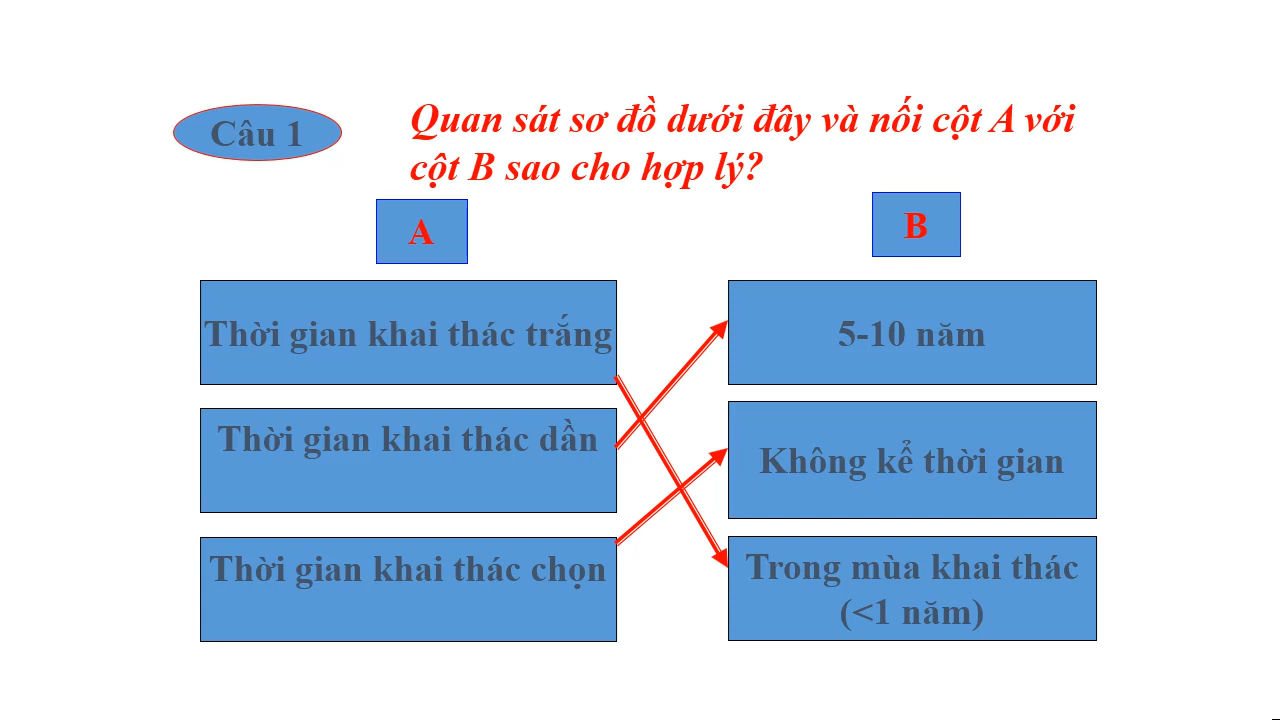 Câu 1
Quan sát sơ đồ dưới đây và nối cột A với
cột B sao cho hợp lý?
A
B
Thời gian khai thác trắng
5-10 năm
Thời gian khai thác dần
Không kể thời gian
Thời gian khai thác chọn
Trong mùa khai thác
(<1 năm)